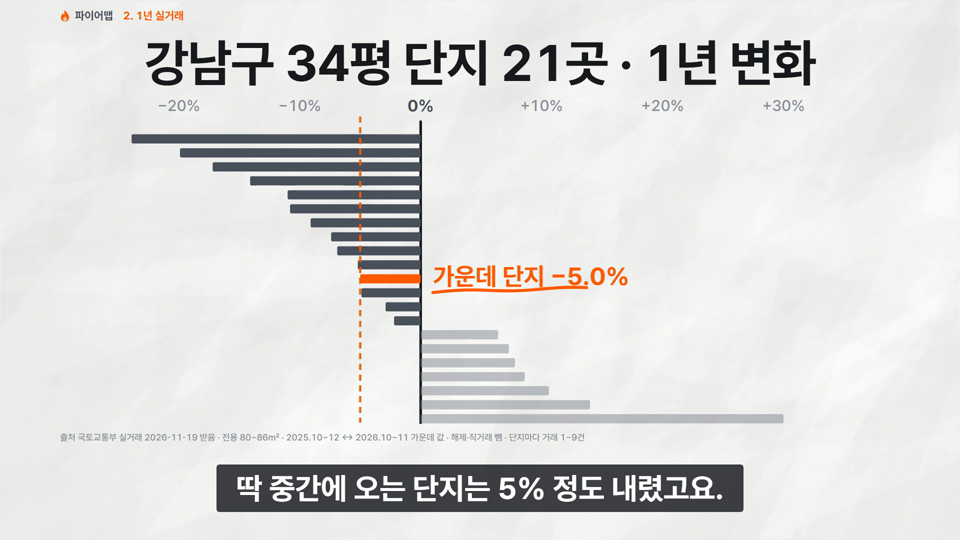 파이어맵 2. 1년 실거래
강남구 34평 단지 21곳 · 1년 변화
−20% −10% 0% +10% +20% +30%
가운데 단지 −5.0%
출처 국토교통부 실거래 2026-11-19 받음 · 전용 80~86m² · 2025.10~12 ↔ 2026.10~11 가운데 값 · 해제·직거래 뺌 · 단지마다 거래 1~9건
딱 중간에 오는 단지는 5% 정도 내렸고요.